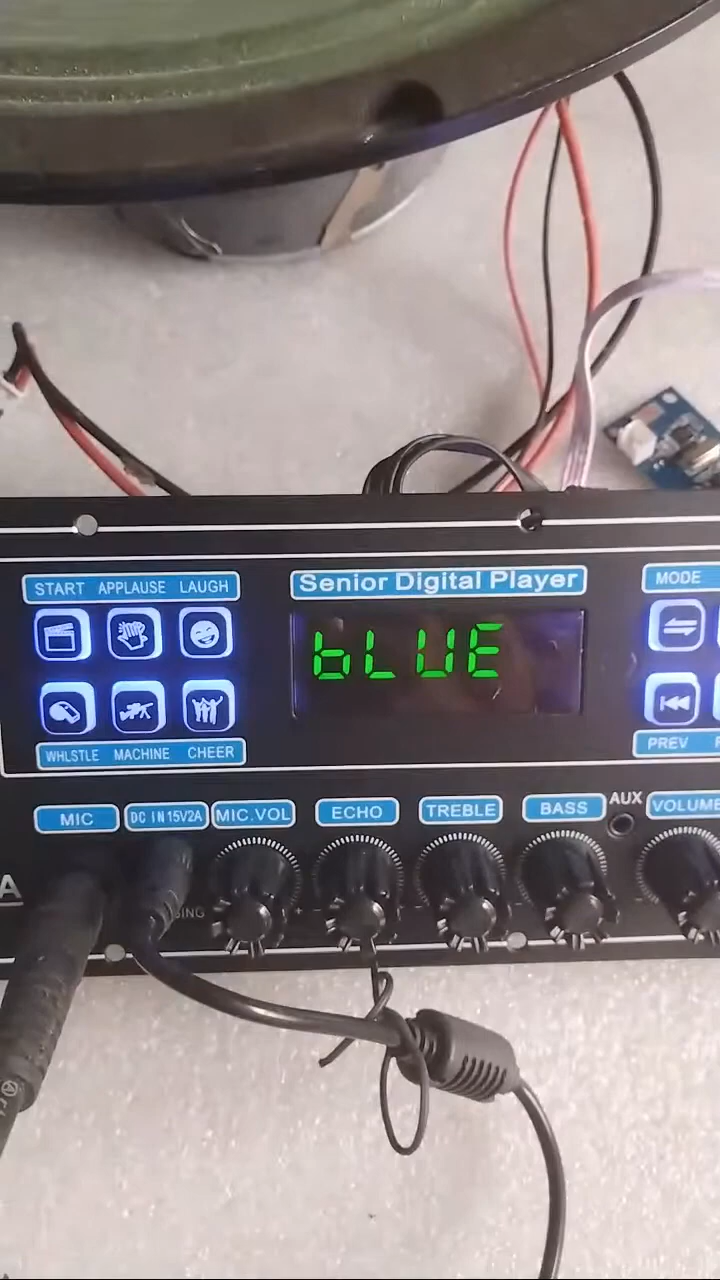 START APPLAUSE LAUGH
Senior Digital Player
MODE
bLUE
WHLSTLE MACHINE CHEER
PREV
MIC
DC IN 15V2A
MIC.VOL
ECHO
TREBLE
BASS
AUX
VOLUME
A